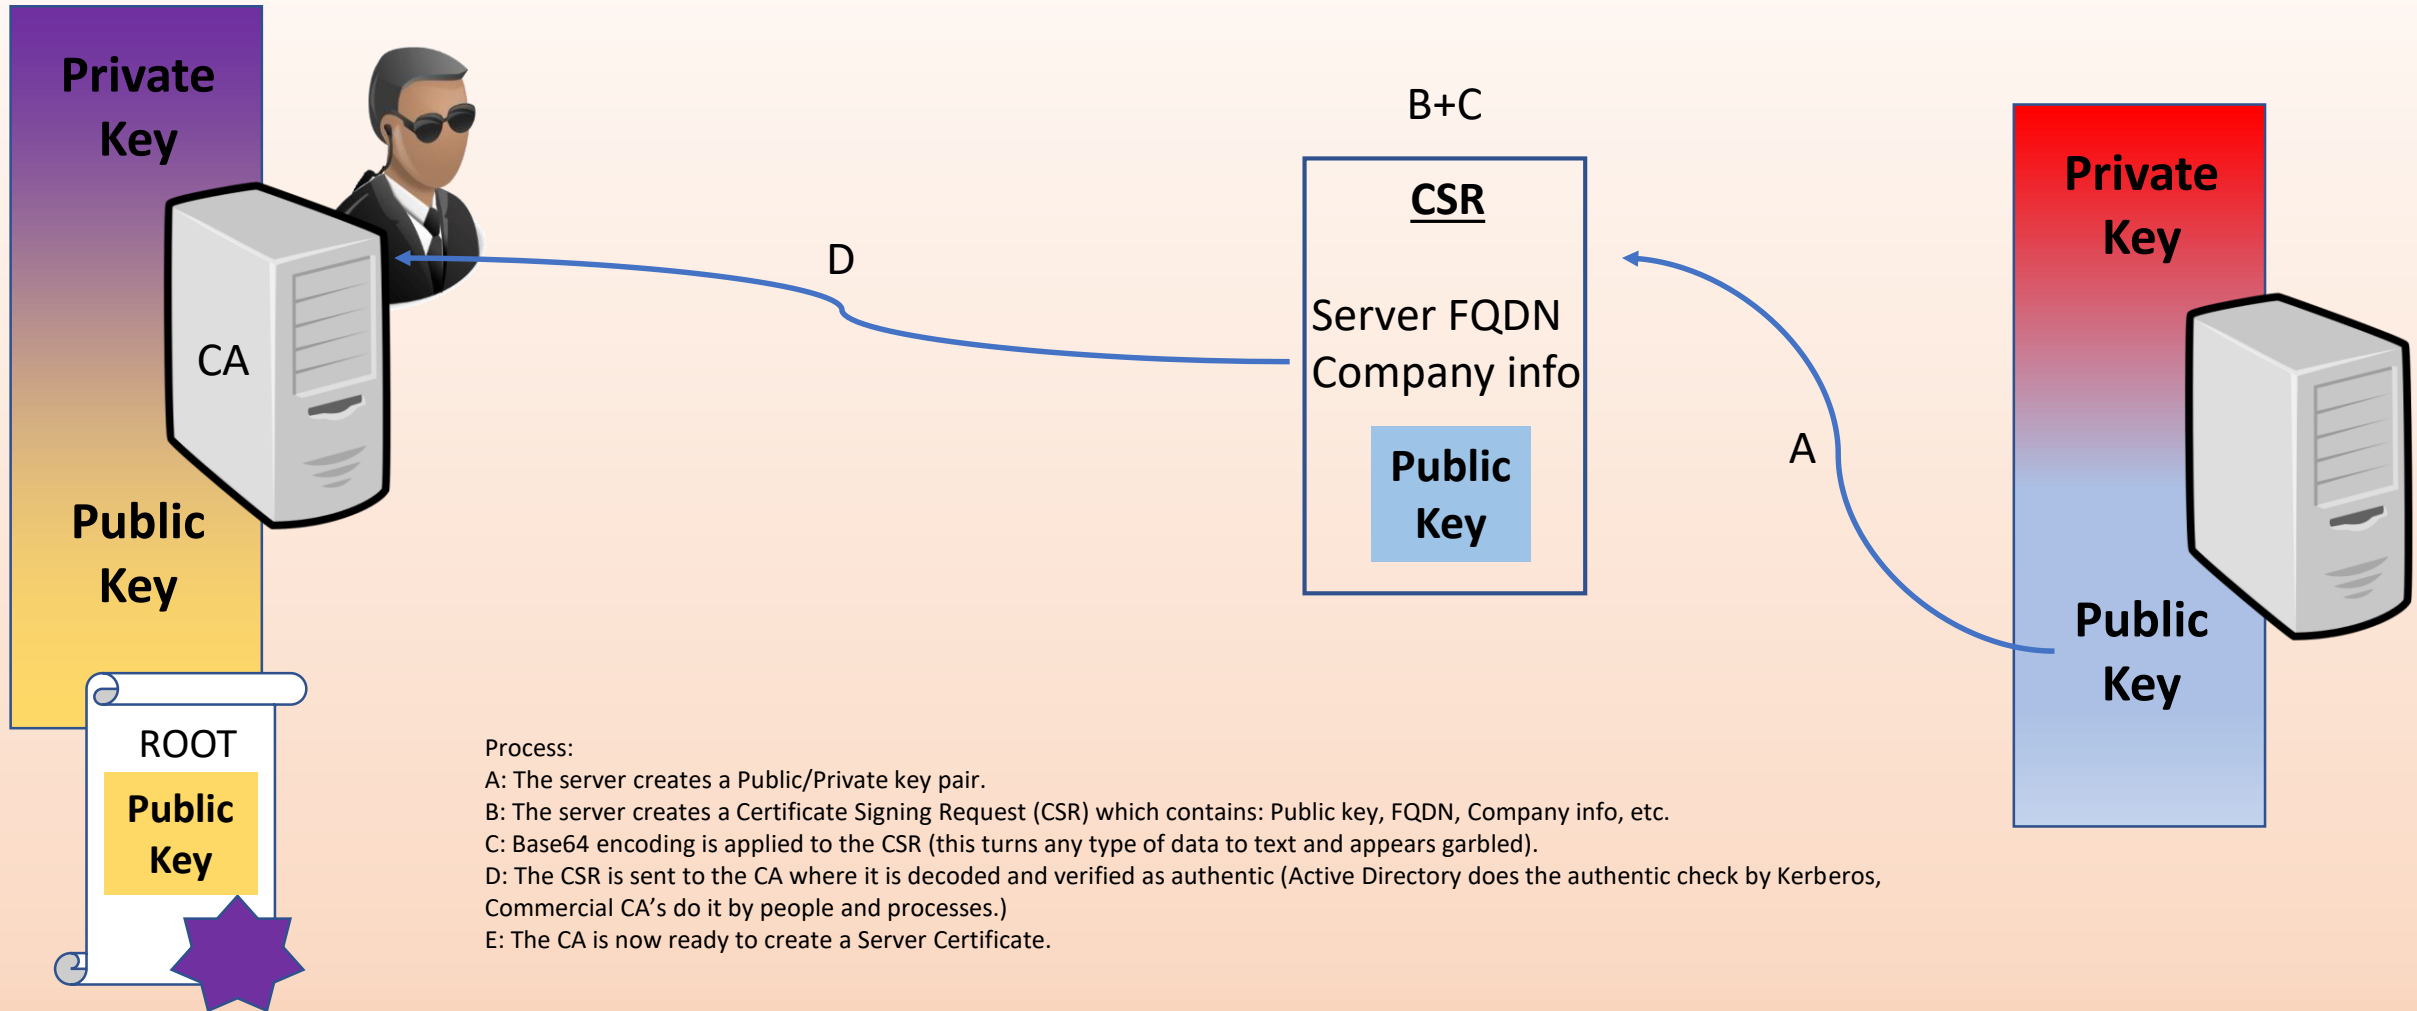 Private
Key
CA
Public
Key
ROOT
Public
Key
D
B+C
CSR
Server FQDN
Company info
Public
Key
A
Private
Key
Public
Key
Process:
A: The server creates a Public/Private key pair.
B: The server creates a Certificate Signing Request (CSR) which contains: Public key, FQDN, Company info, etc.
C: Base64 encoding is applied to the CSR (this turns any type of data to text and appears garbled).
D: The CSR is sent to the CA where it is decoded and verified as authentic (Active Directory does the authentic check by Kerberos,
Commercial CA’s do it by people and processes.)
E: The CA is now ready to create a Server Certificate.